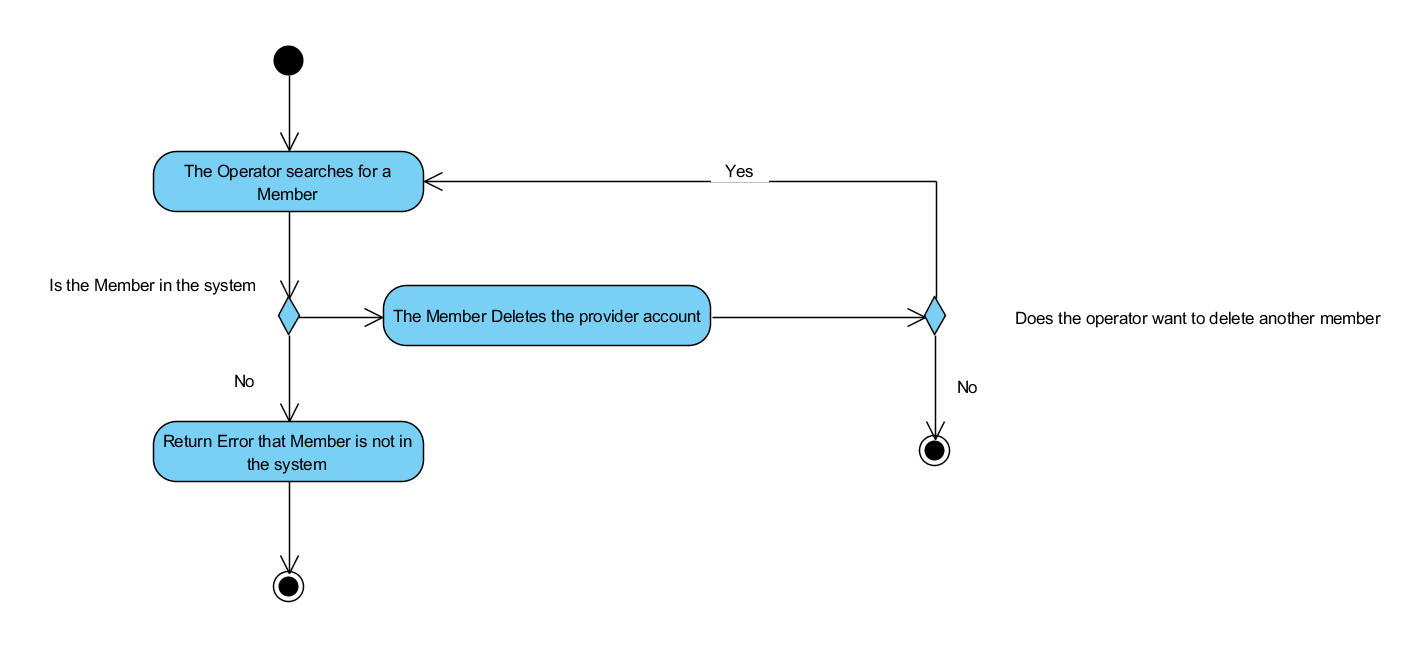 The Operator searches for a
Member
Yes
Is the Member in the system
The Member Deletes the provider account
Does the operator want to delete another member
No
No
Return Error that Member is not in
the system